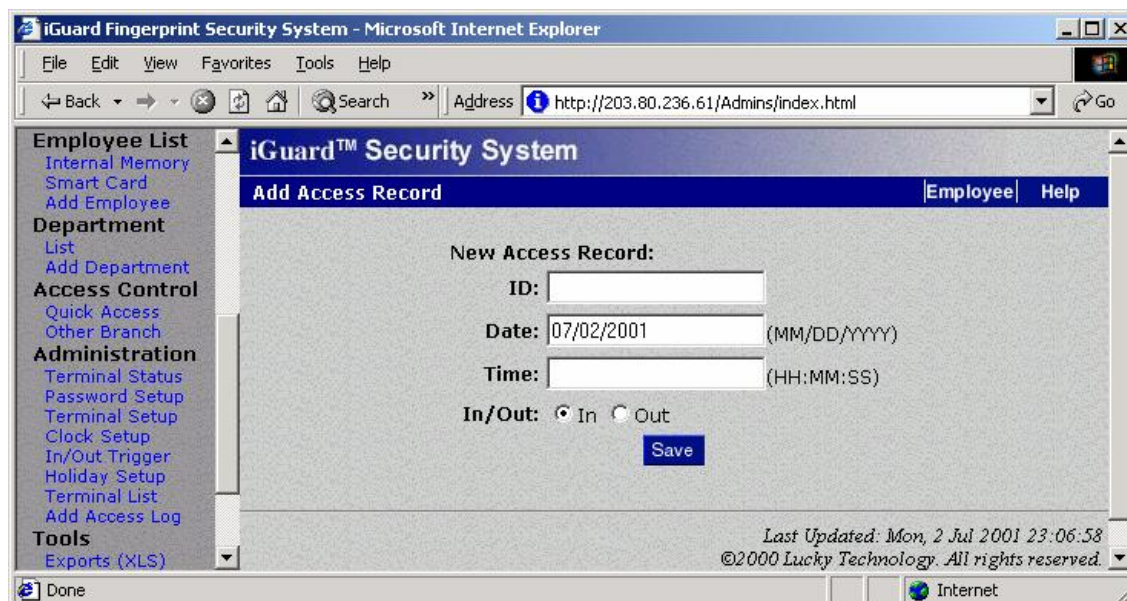 iGuard Fingerprint Security System - Microsoft Internet Explorer
File Edit View Favorites Tools Help
Back Search » Address http://203.80.236.61/Admins/index.html Go
Employee List
Internal Memory
Smart Card
Add Employee
Department
List
Add Department
Access Control
Quick Access
Other Branch
Administration
Terminal Status
Password Setup
Terminal Setup
Clock Setup
In/Out Trigger
Holiday Setup
Terminal List
Add Access Log
Tools
Exports (XLS)
iGuard™ Security System
Add Access Record Employee Help
New Access Record:
ID:
Date: 07/02/2001 (MM/DD/YYYY)
Time: (HH:MM:SS)
In/Out: In Out
Save
Last Updated: Mon, 2 Jul 2001 23:06:58
©2000 Lucky Technology. All rights reserved.
Done Internet